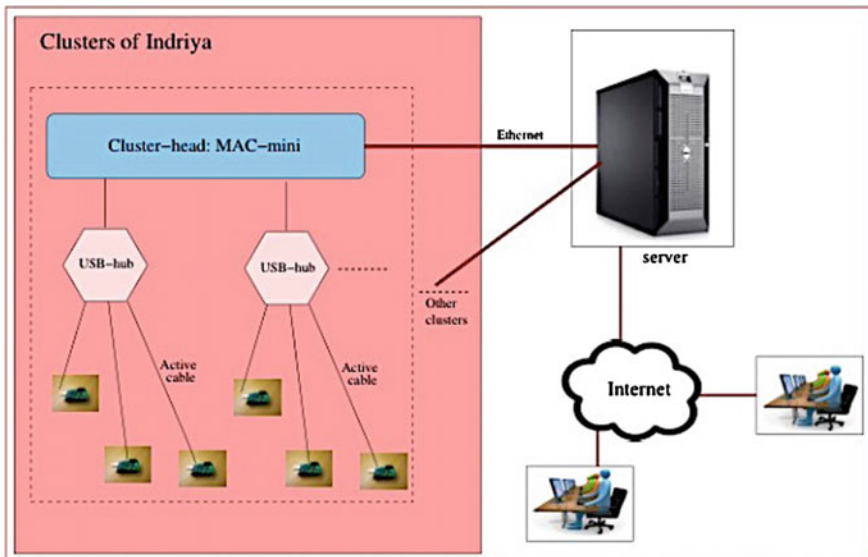 Clusters of Indriya
Cluster-head: MAC-mini
Ethernet
USB-hub
USB-hub
server
Other
clusters
Active
cable
Active
cable
Internet